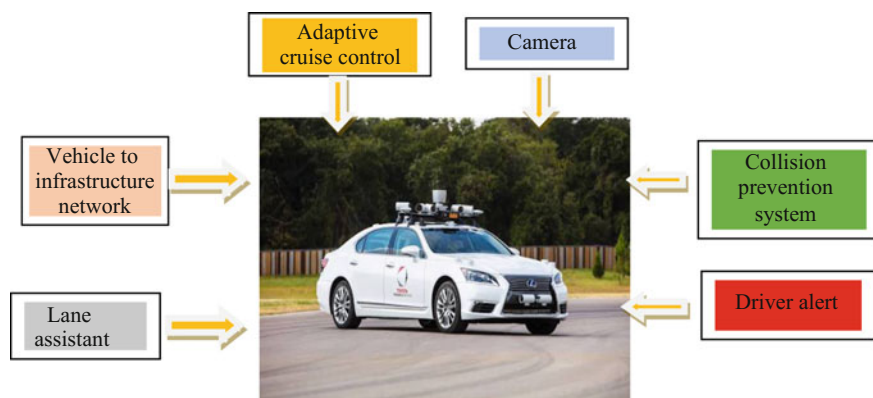 Adaptive
cruise control
Camera
Vehicle to
infrastructure
network
Collision
prevention
system
Lane
assistant
Driver alert